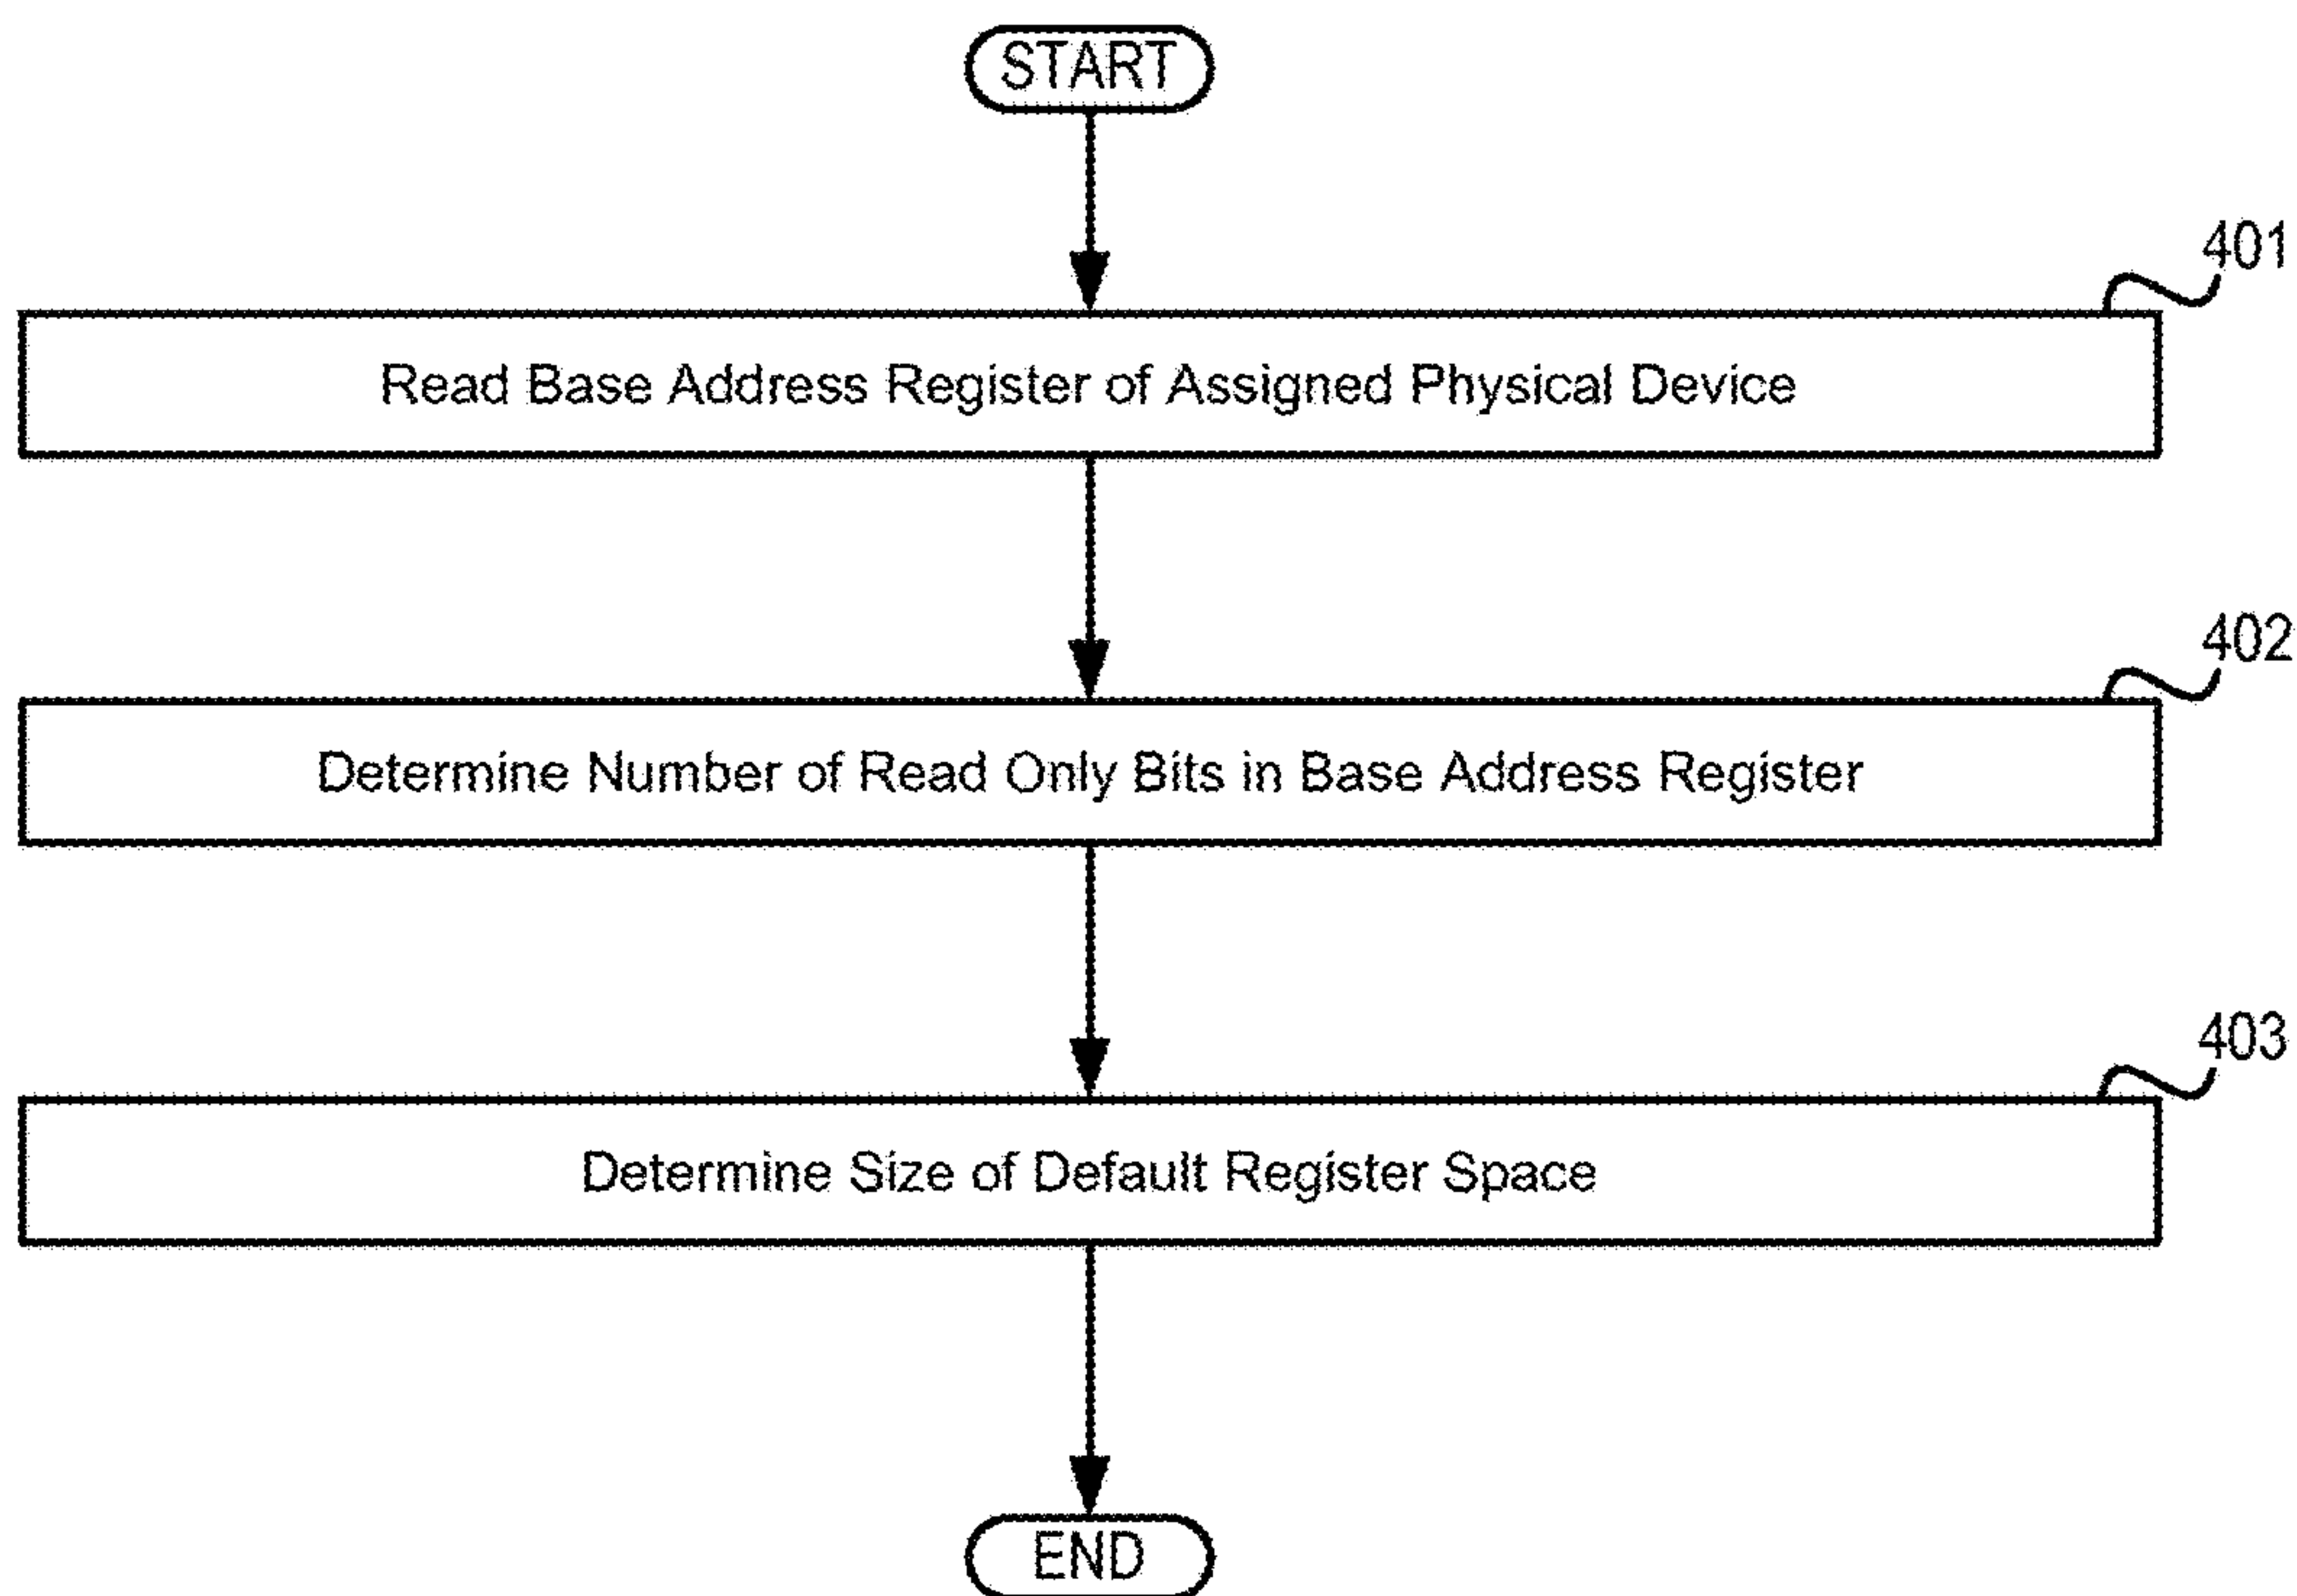 START
401
Read Base Address Register of Assigned Physical Device
402
Determine Number of Read Only Bits in Base Address Register
403
Determine Size of Default Register Space
END